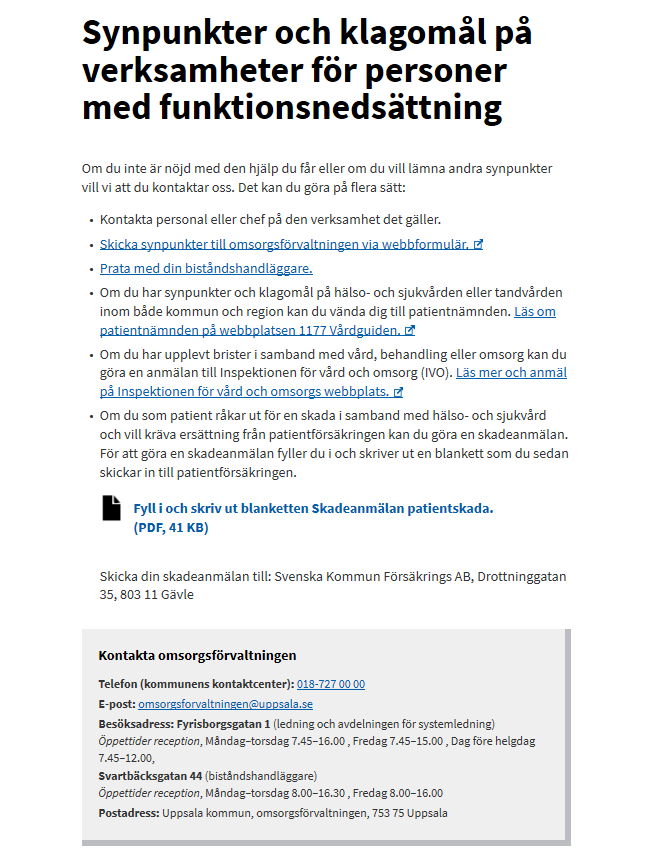 Synpunkter och klagomål på
verksamheter för personer
med funktionsnedsättning
Om du inte är nöjd med den hjälp du får eller om du vill lämna andra synpunkter
vill vi att du kontaktar oss. Det kan du göra på flera sätt:
• Kontakta personal eller chef på den verksamhet det gäller.
• Skicka synpunkter till omsorgsförvaltningen via webbformulär.
• Prata med din biståndshandläggare.
• Om du har synpunkter och klagomål på hälso- och sjukvården eller tandvården
inom både kommun och region kan du vända dig till patientnämnden. Läs om
patientnämnden på webbplatsen 1177 Vårdguiden.
• Om du har upplevt brister i samband med vård, behandling eller omsorg kan du
göra en anmälan till Inspektionen för vård och omsorg (IVO). Läs mer och anmäl
på Inspektionen för vård och omsorgs webbplats.
• Om du som patient råkar ut för en skada i samband med hälso- och sjukvård
och vill kräva ersättning från patientförsäkringen kan du göra en skadeanmälan.
För att göra en skadeanmälan fyller du i och skriver ut en blankett som du sedan
skickar in till patientförsäkringen.
Fyll i och skriv ut blanketten Skadeanmälan patientskada.
(PDF, 41 KB)
Skicka din skadeanmälan till: Svenska Kommun Försäkrings AB, Drottninggatan
35, 803 11 Gävle
Kontakta omsorgsförvaltningen
Telefon (kommunens kontaktcenter): 018-727 00 00
E-post: omsorgsforvaltningen@uppsala.se
Besöksadress: Fyrisborgsgatan 1 (ledning och avdelningen för systemledning)
Öppettider reception, Måndag–torsdag 7.45–16.00 , Fredag 7.45–15.00 , Dag före helgdag
7.45–12.00,
Svartbäcksgatan 44 (biståndshandläggare)
Öppettider reception, Måndag–torsdag 8.00–16.30 , Fredag 8.00–16.00
Postadress: Uppsala kommun, omsorgsförvaltningen, 753 75 Uppsala